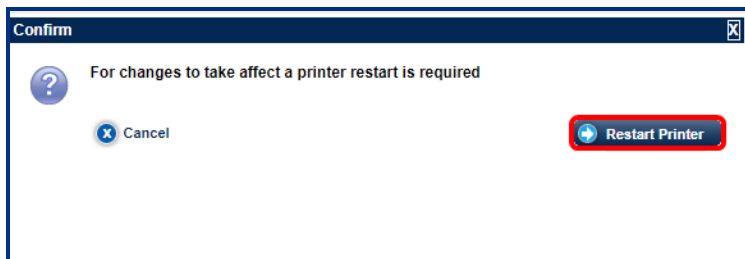 Confirm
X
For changes to take affect a printer restart is required
Cancel
Restart Printer